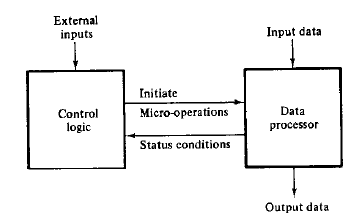 External
inputs
Input data
Control
logic
Initiate
Micro-operations
Status conditions
Data
processor
Output data